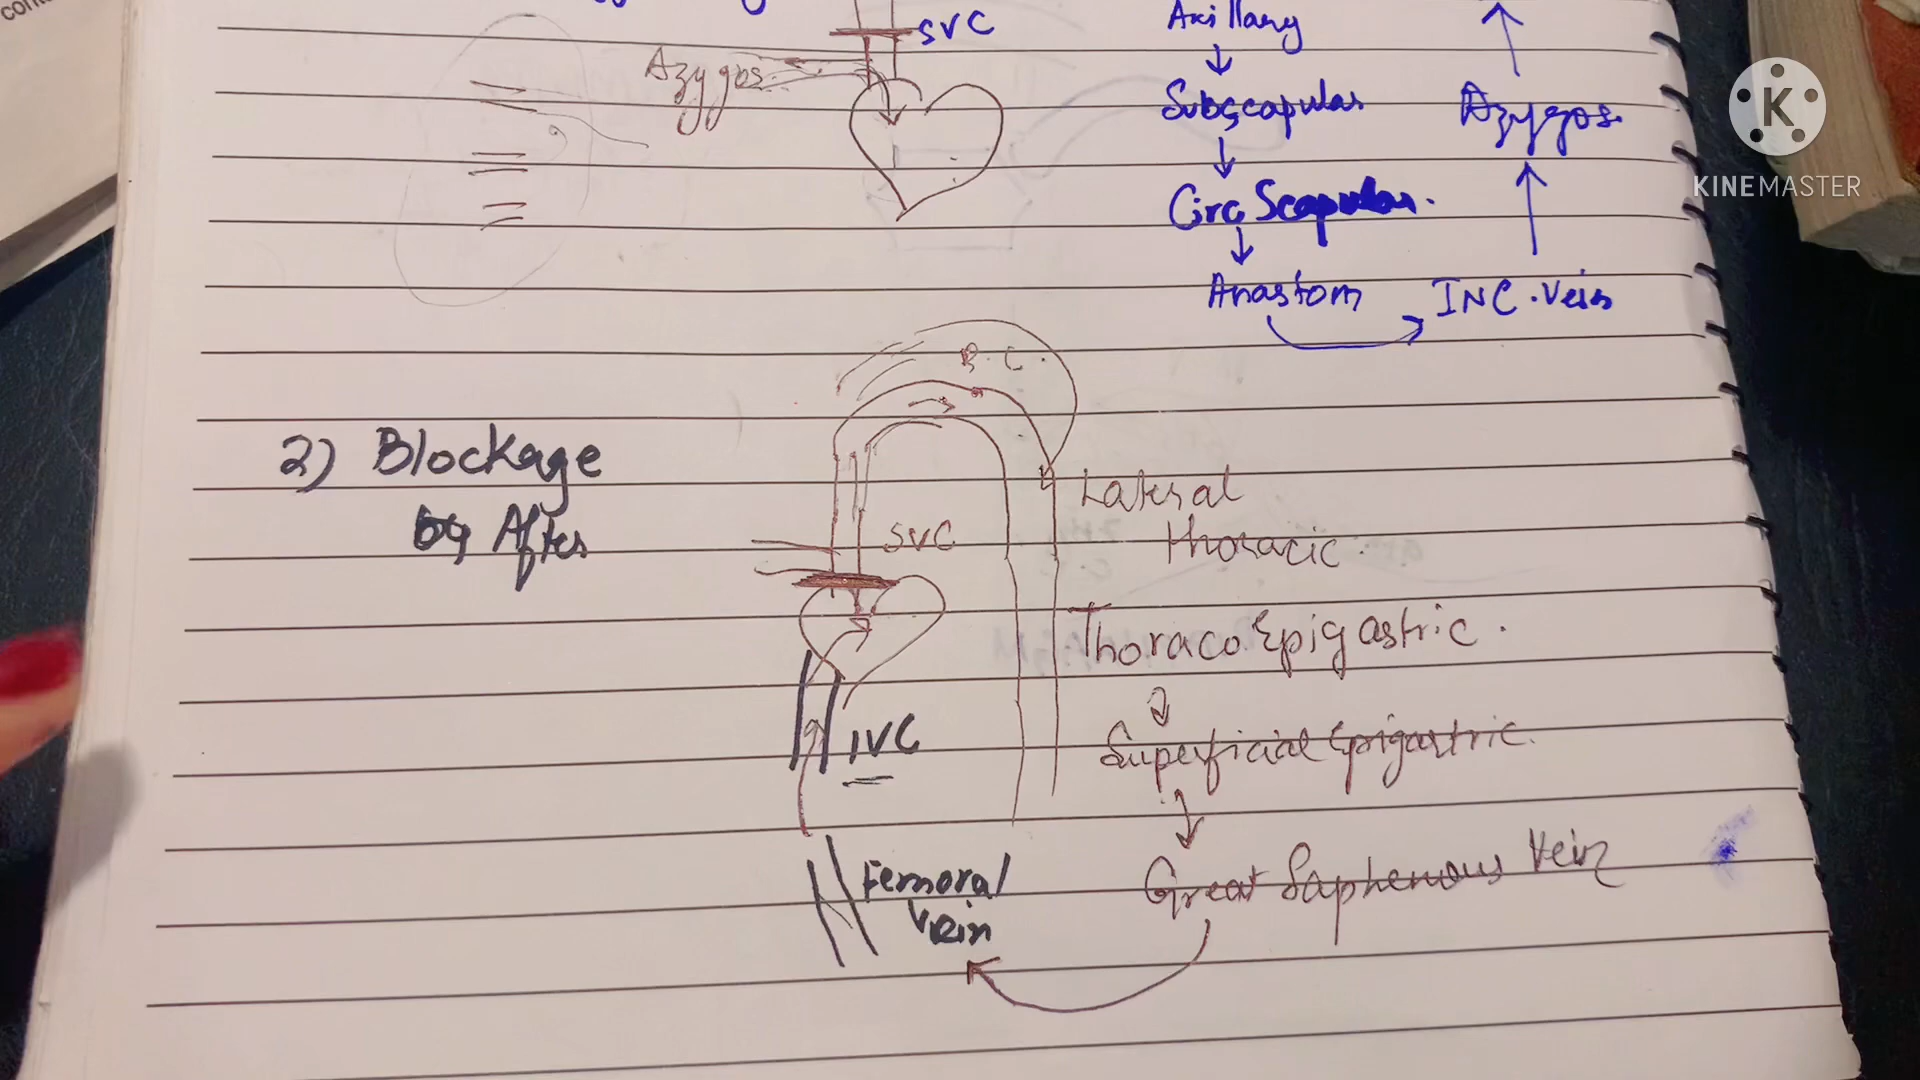 SVC
Azygos
Axillary
Subscapular
Circ Scapular.
Anastom
INC. Vein
Azygos.
K
KINEMASTER
B.C.
2) Blockage
After
SVC
Lateral
thoracic.
Thoraco Epigastric.
Superficial Epigastric.
IVC
Great Saphenous Vein
Femoral
Vein